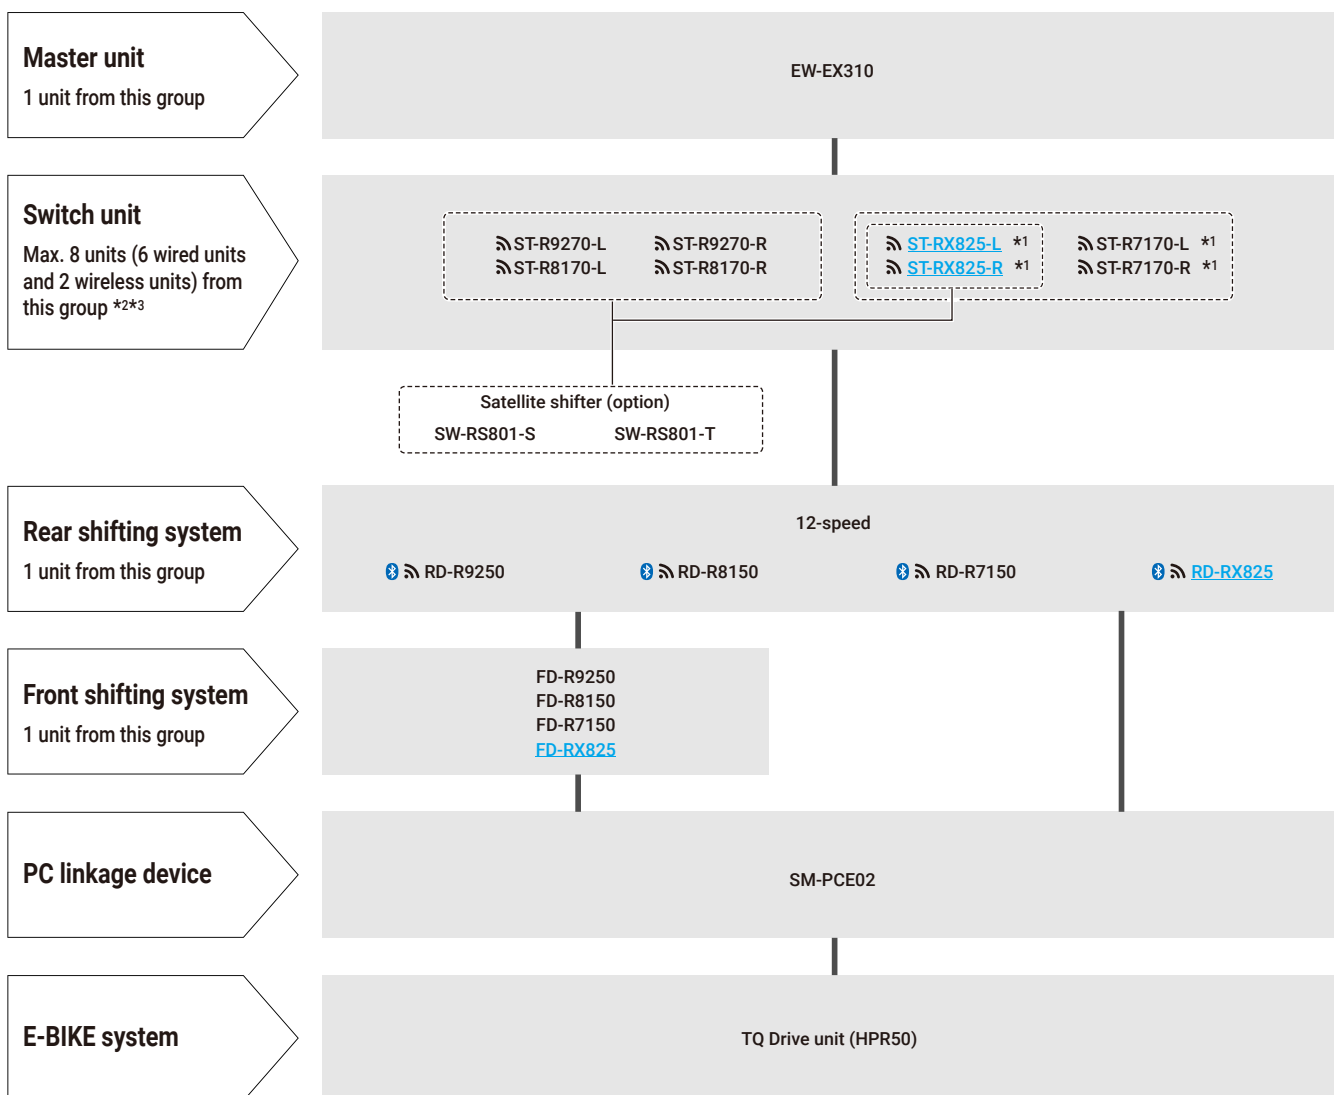 Master unit
1 unit from this group
EW-EX310
Switch unit
Max. 8 units (6 wired units
and 2 wireless units) from
this group *2*3
ST-R9270-L ST-R9270-R ST-RX825-L *1 ST-R7170-L *1
ST-R8170-L ST-R8170-R ST-RX825-R *1 ST-R7170-R *1
Satellite shifter (option)
SW-RS801-S SW-RS801-T
Rear shifting system
1 unit from this group
12-speed
RD-R9250 RD-R8150 RD-R7150 RD-RX825
Front shifting system
1 unit from this group
FD-R9250
FD-R8150
FD-R7150
FD-RX825
PC linkage device
SM-PCE02
E-BIKE system
TQ Drive unit (HPR50)